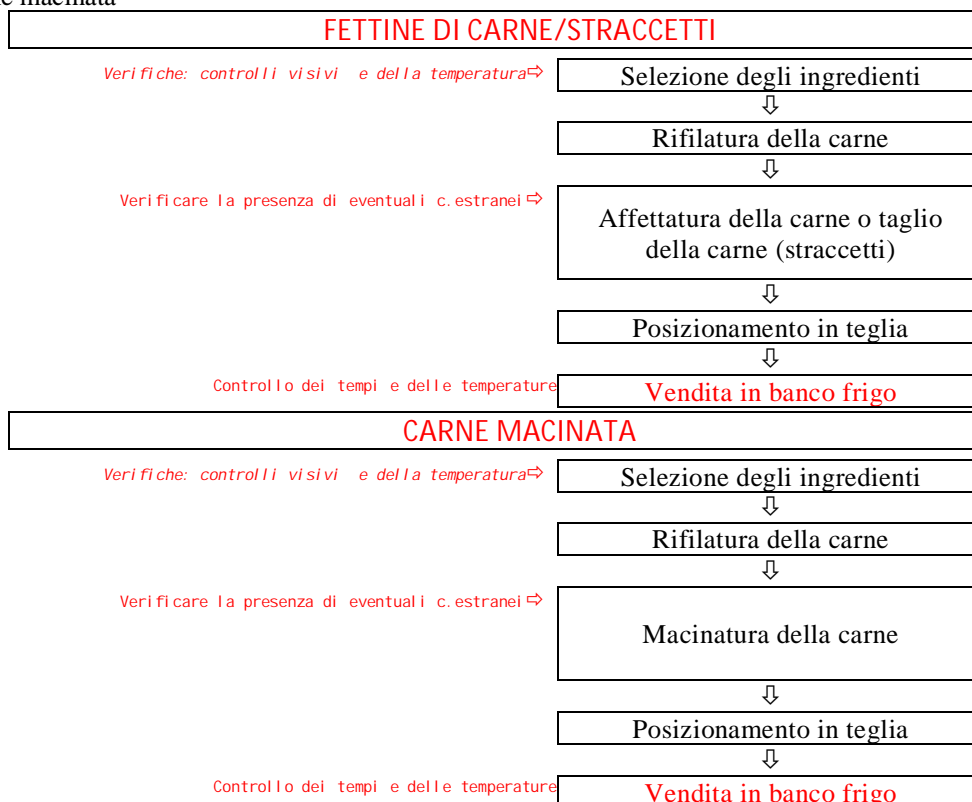 macinata
FETTINE DI CARNE/STRACCETTI
Verifiche: controlli visivi e della temperatura⇨
Selezione degli ingredienti
⇩
Rifilatura della carne
⇩
Verificare la presenza di eventuali c.estranei⇨
Affettatura della carne o taglio
della carne (straccetti)
⇩
Posizionamento in teglia
⇩
Controllo dei tempi e delle temperature
Vendita in banco frigo
CARNE MACINATA
Verifiche: controlli visivi e della temperatura⇨
Selezione degli ingredienti
⇩
Rifilatura della carne
⇩
Verificare la presenza di eventuali c.estranei⇨
Macinatura della carne
⇩
Posizionamento in teglia
⇩
Controllo dei tempi e delle temperature
Vendita in banco frigo